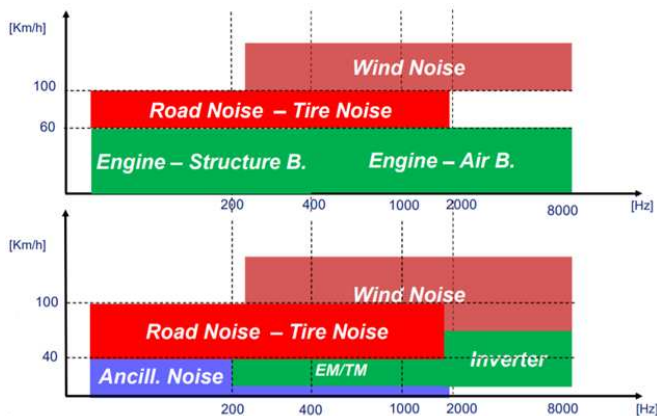 [Km/h]
Wind Noise
100
Road Noise – Tire Noise
60
Engine – Structure B. Engine – Air B.
200 400 1000 2000 8000 [Hz]
[Km/h]
Wind Noise
100
Road Noise – Tire Noise
40
Inverter
Ancill. Noise EM/TM
200 400 1000 2000 8000 [Hz]